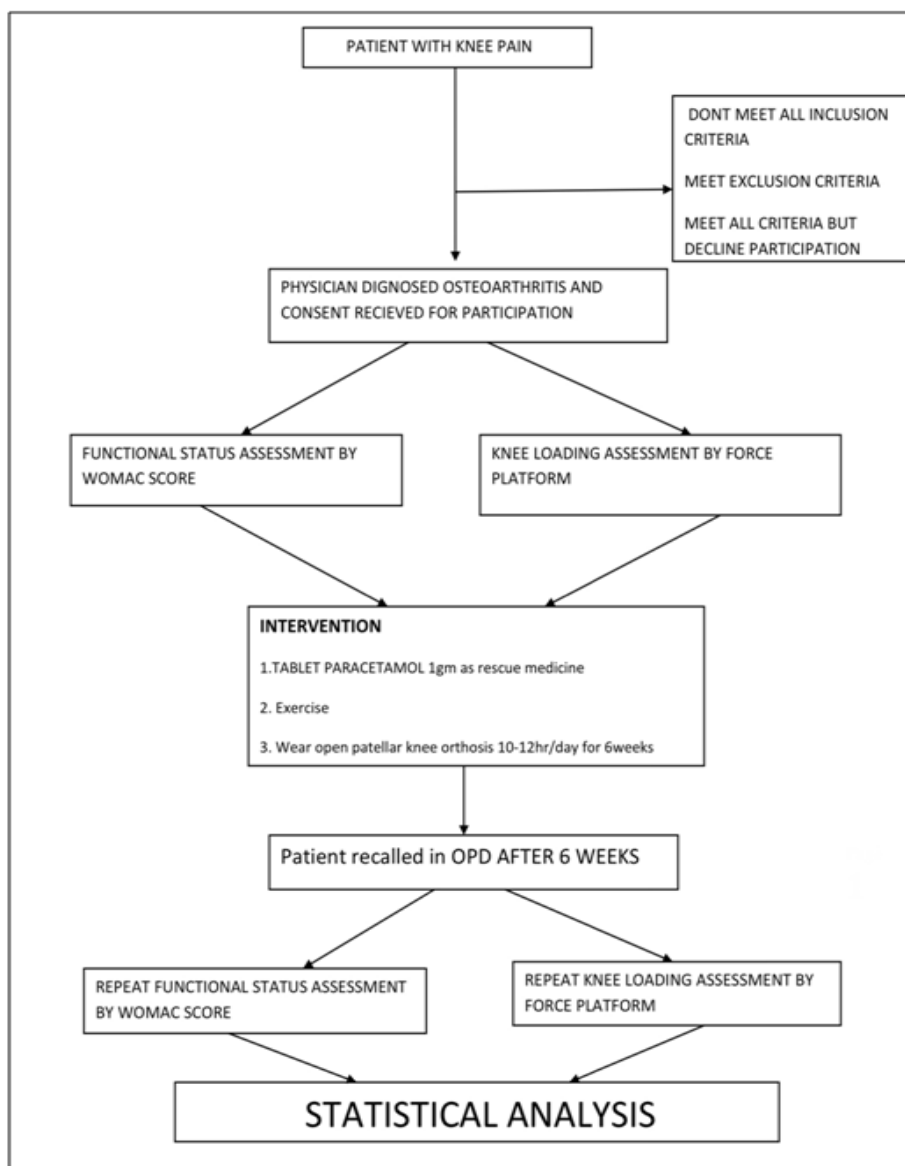 PATIENT WITH KNEE PAIN
DONT MEET ALL INCLUSION
CRITERIA
MEET EXCLUSION CRITERIA
MEET ALL CRITERIA BUT
DECLINE PARTICIPATION
PHYSICIAN DIGNOSED OSTEOARTHRITIS AND
CONSENT RECIEVED FOR PARTICIPATION
FUNCTIONAL STATUS ASSESSMENT BY
WOMAC SCORE
KNEE LOADING ASSESSMENT BY FORCE
PLATFORM
INTERVENTION
1.TABLET PARACETAMOL 1gm as rescue medicine
2. Exercise
3. Wear open patellar knee orthosis 10-12hr/day for 6weeks
Patient recalled in OPD AFTER 6 WEEKS
REPEAT FUNCTIONAL STATUS ASSESSMENT
BY WOMAC SCORE
REPEAT KNEE LOADING ASSESSMENT BY
FORCE PLATFORM
STATISTICAL ANALYSIS